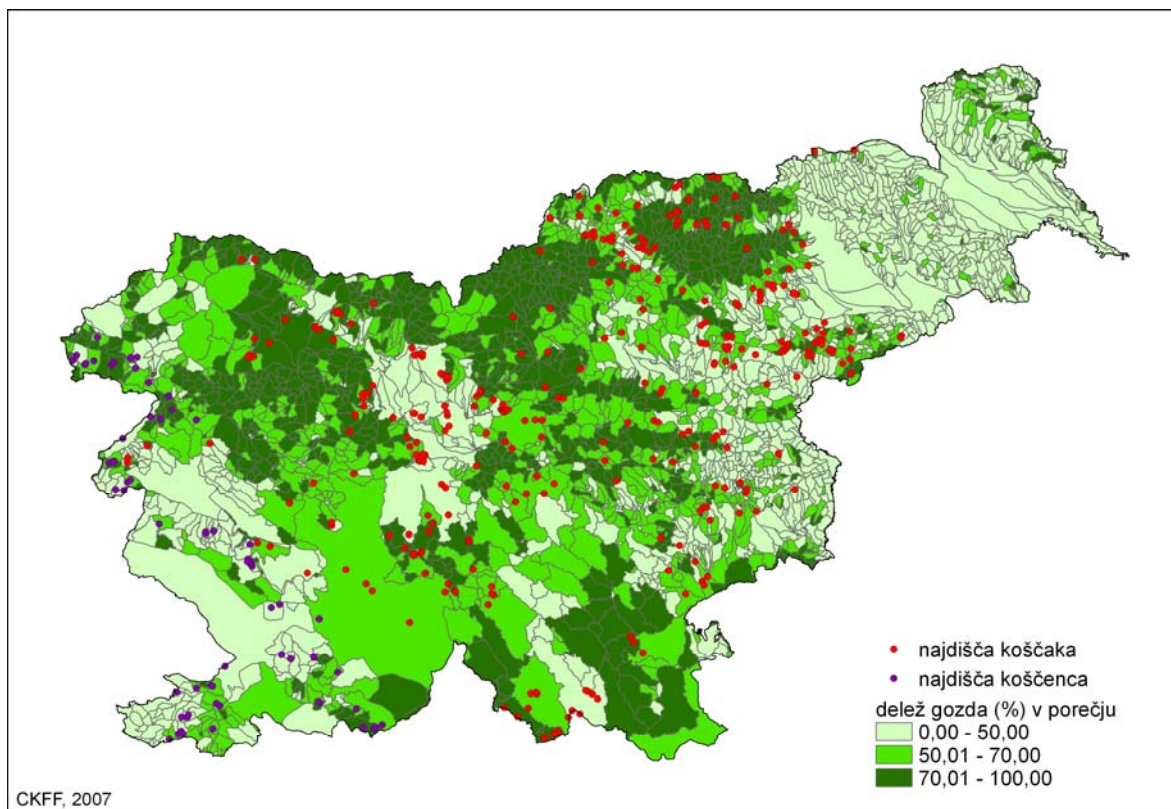 najdišča koščaka
najdišča koščenca
delež gozda (%) v porečju
0,00 - 50,00
50,01 - 70,00
70,01 - 100,00
CKFF, 2007